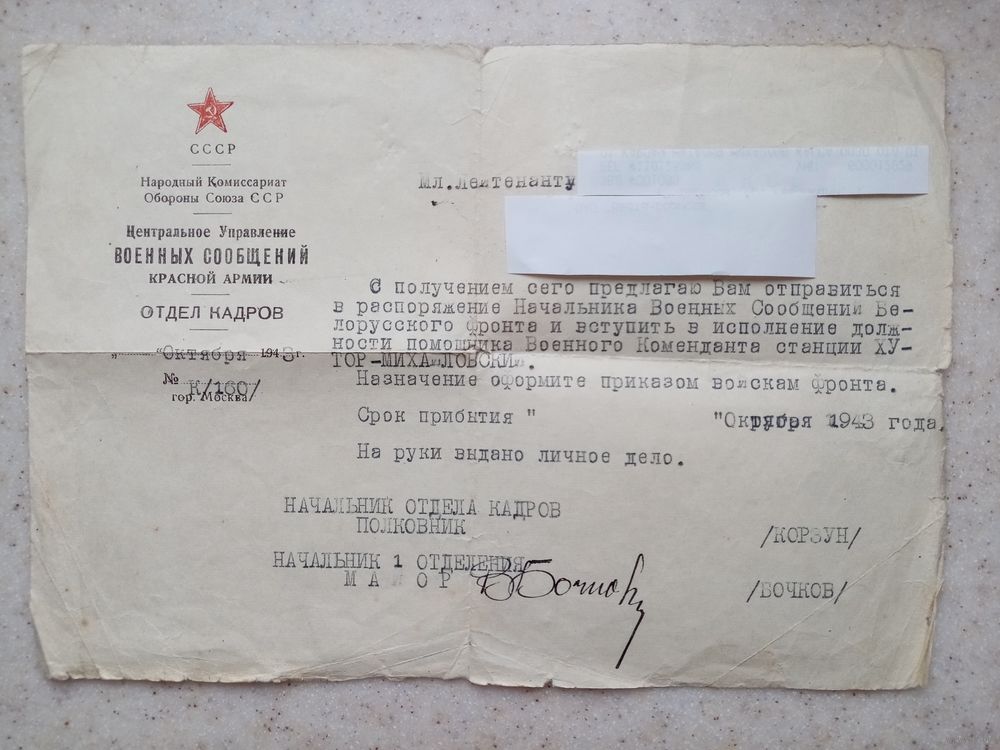 СССР
Народный Комиссариат
Обороны Союза ССР
Центральное Управление
ВОЕННЫХ СООБЩЕНИЙ
КРАСНОЙ АРМИИ
ОТДЕЛ КАДРОВ
„ " Октября 1943 г.
№ К/160/
гор. Москва
Мл.лейтенанту
С получением сего предлагаю Вам отправиться
в распоряжение Начальника Военных Сообщений Бе-
лорусского фронта и вступить в исполнение долж-
ности помощника Военного Коменданта станции ХУ-
ТОР-МИХАЙЛОВСКИЙ.
Назначение оформите приказом войскам фронта.
Срок прибытия " "Октября 1943 года.
На руки выдано личное дело.
НАЧАЛЬНИК ОТДЕЛА КАДРОВ
ПОЛКОВНИК /КОРЗУН/
НАЧАЛЬНИК 1 ОТДЕЛЕНИЯ
МАЙОР ВБочков /БОЧКОВ/